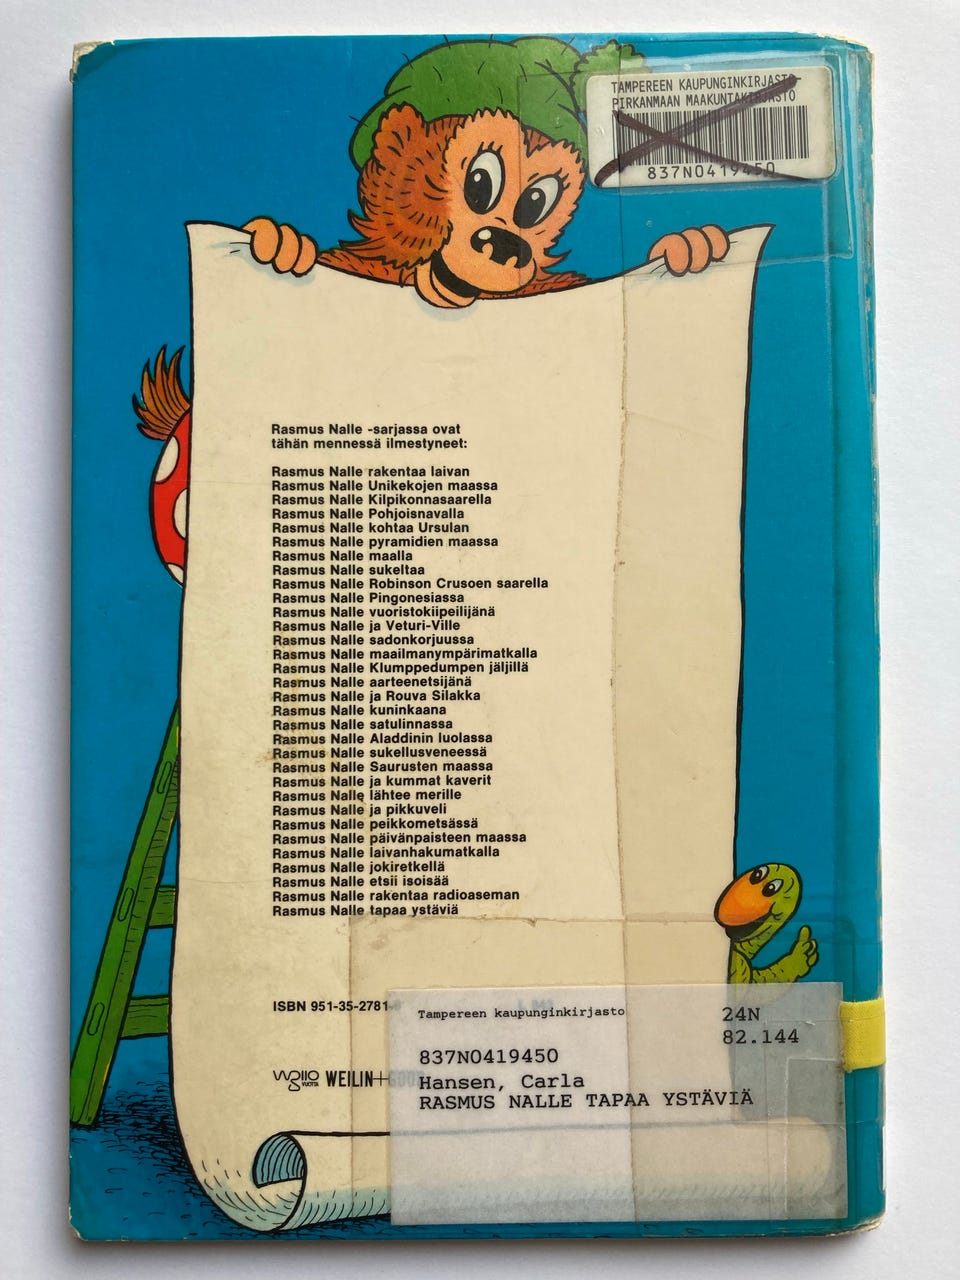 TAMPEREEN KAUPUNGINKIRJASTO
PIRKANMAAN MAAKUNTAKIRJASTO
837N0419450
Rasmus Nalle -sarjassa ovat
tähän mennessä ilmestyneet:
Rasmus Nalle rakentaa laivan
Rasmus Nalle Unikekojen maassa
Rasmus Nalle Kilpikonnasaarella
Rasmus Nalle Pohjoisnavalla
Rasmus Nalle kohtaa Ursulan
Rasmus Nalle pyramidien maassa
Rasmus Nalle maalla
Rasmus Nalle sukeltaa
Rasmus Nalle Robinson Crusoen saarella
Rasmus Nalle Pingonesiassa
Rasmus Nalle vuoristokiipeilijänä
Rasmus Nalle ja Veturi-Ville
Rasmus Nalle sadonkorjuussa
Rasmus Nalle maailmanympärimatkalla
Rasmus Nalle Klumppedumpen jäljillä
Rasmus Nalle aarteenetsijänä
Rasmus Nalle ja Rouva Silakka
Rasmus Nalle kuninkaana
Rasmus Nalle satulinnassa
Rasmus Nalle Aladdinin luolassa
Rasmus Nalle sukellusveneessä
Rasmus Nalle Saurusten maassa
Rasmus Nalle ja kummat kaverit
Rasmus Nalle lähtee merille
Rasmus Nalle ja pikkuveli
Rasmus Nalle peikkometsässä
Rasmus Nalle päivänpaisteen maassa
Rasmus Nalle laivanhakumatkalla
Rasmus Nalle jokiretkellä
Rasmus Nalle etsii isoisää
Rasmus Nalle rakentaa radioaseman
Rasmus Nalle tapaa ystäviä
ISBN 951-35-2781
Tampereen kaupunginkirjasto 24N
82.144
837N0419450
Hansen, Carla
RASMUS NALLE TAPAA YSTÄVIÄ
110 VUOTTA WEILIN+GÖÖS